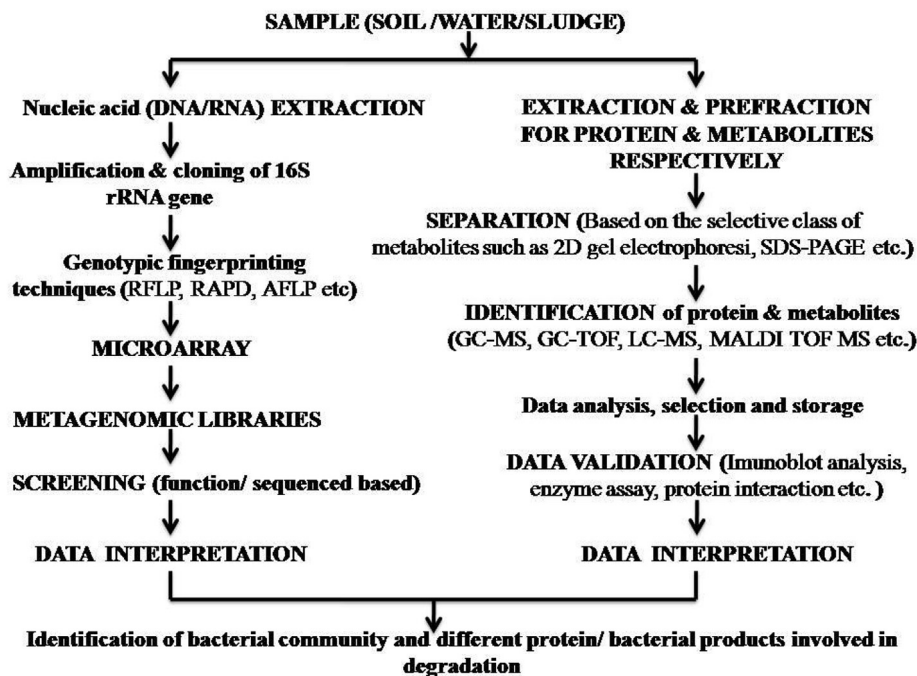 SAMPLE (SOIL /WATER/SLUDGE)
Nucleic acid (DNA/RNA) EXTRACTION
Amplification & cloning of 16S
rRNA gene
Genotypic fingerprinting
techniques (RFLP, RAPD, AFLP etc)
MICROARRAY
METAGENOMIC LIBRARIES
SCREENING (function/ sequenced based)
DATA INTERPRETATION
EXTRACTION & PREFRACTION
FOR PROTEIN & METABOLITES
RESPECTIVELY
SEPARATION (Based on the selective class of
metabolites such as 2D gel electrophoresi, SDS-PAGE etc.)
IDENTIFICATION of protein & metabolites
(GC-MS, GC-TOF, LC-MS, MALDI TOF MS etc.)
Data analysis, selection and storage
DATA VALIDATION (Imunoblot analysis,
enzyme assay, protein interaction etc. )
DATA INTERPRETATION
Identification of bacterial community and different protein/ bacterial products involved in
degradation